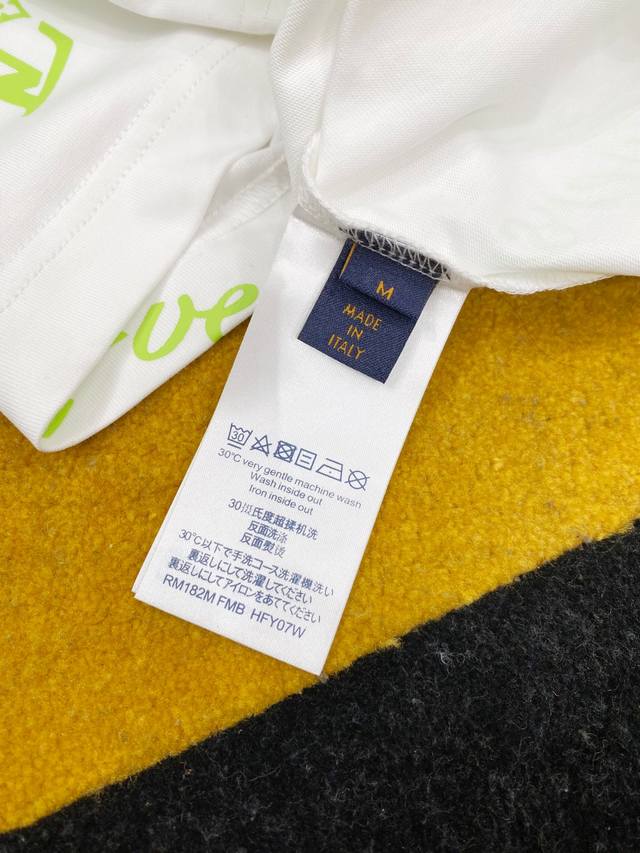 N
ve
M
MADE
IN
ITALY
30
30℃ very gentle machine wash
Wash inside out
Iron inside out
氏度超揉机洗
反面洗涤
反面熨烫
30℃以下で手洗コース洗濯機洗い
裏返しにして洗濯してください
裏返しにしてアイロンをあててください
RM182M FMB HFY07W